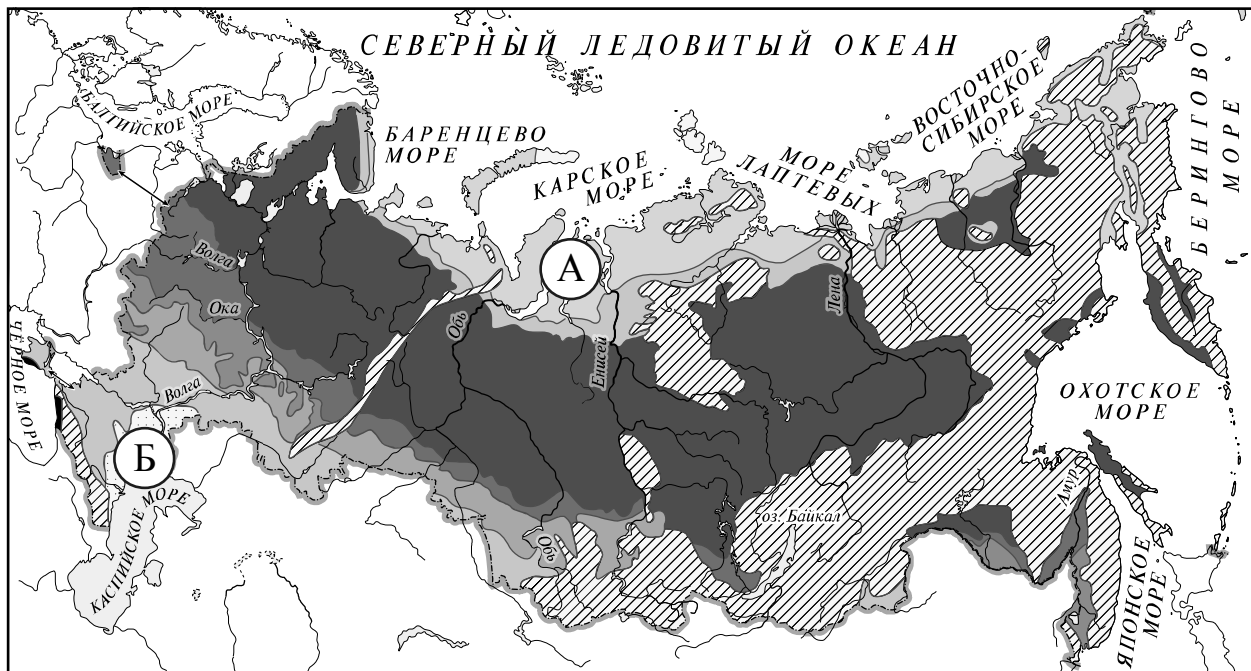 СЕВЕРНЫЙ ЛЕДОВИТЫЙ ОКЕАН
БАЛТИЙСКОЕ МОРЕ
БАРЕНЦЕВО
МОРЕ
КАРСКОЕ
МОРЕ
МОРЕ
ЛАПТЕВЫХ
ВОСТОЧНО-
СИБИРСКОЕ
МОРЕ
БЕРИНГОВО
МОРЕ
А
Волга
Ока
Обь
Енисей
Лена
ЧЁРНОЕ МОРЕ
Волга
Б
КАСПИЙСКОЕ МОРЕ
Обь
оз. Байкал
Амур
ОХОТСКОЕ
МОРЕ
ЯПОНСКОЕ
МОРЕ